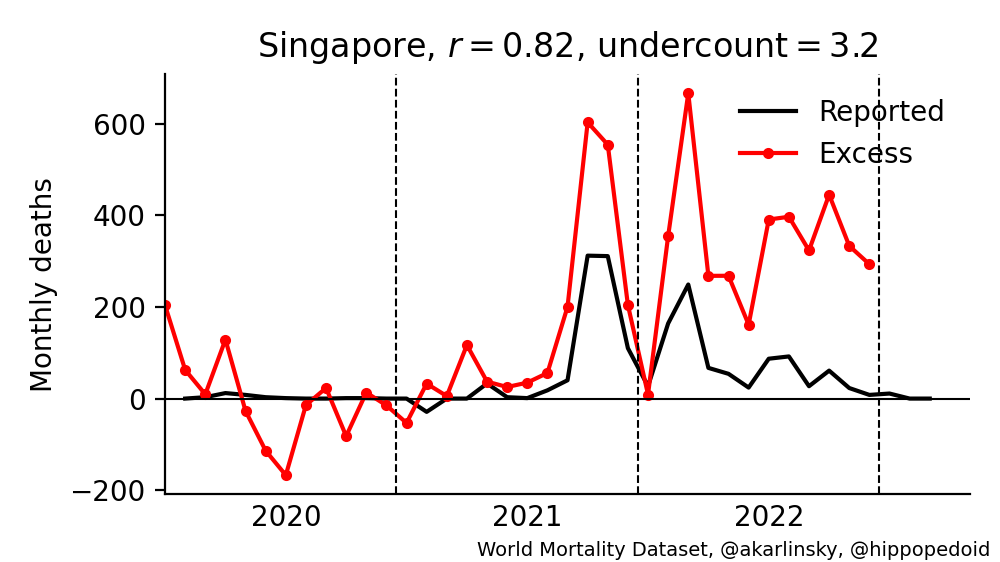 Singapore, r = 0.82, undercount = 3.2
Monthly deaths
600
400
200
0
−200
Reported
Excess
2020 2021 2022
World Mortality Dataset, @akarlinsky, @hippopedoid